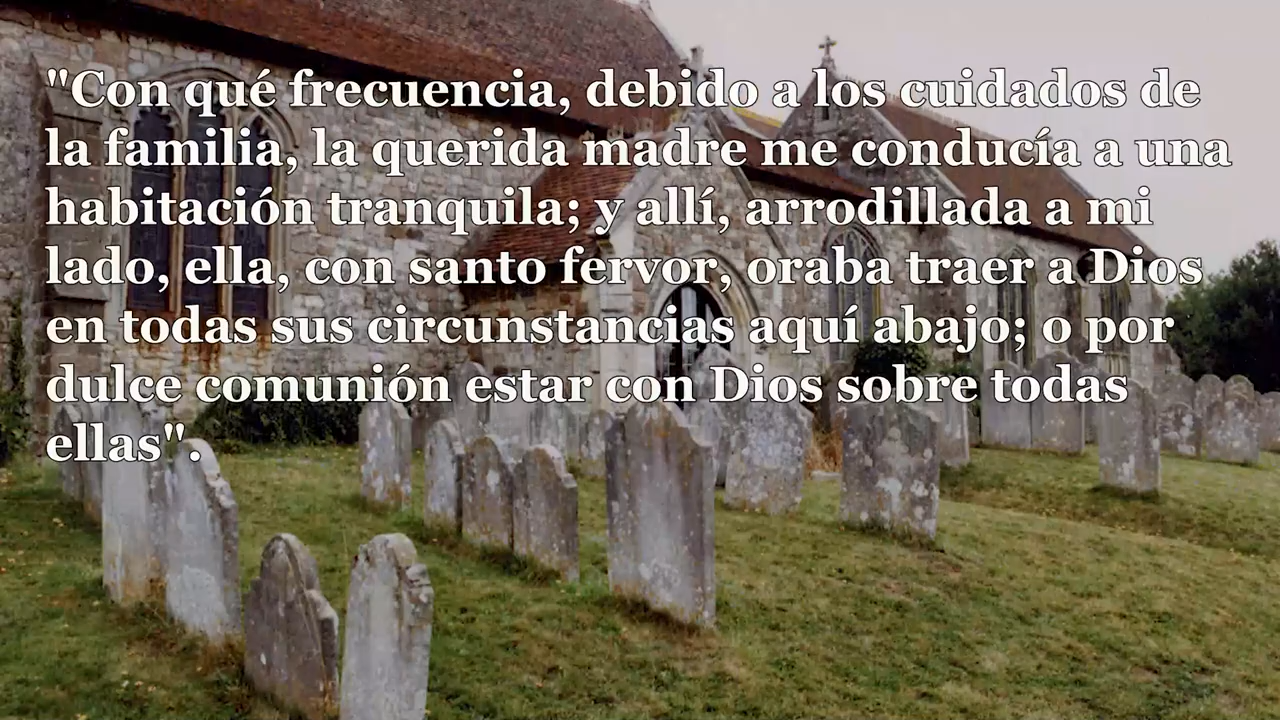 "Con qué frecuencia, debido a los cuidados de
la familia, la querida madre me conducía a una
habitación tranquila; y allí, arrodillada a mi
lado, ella, con santo fervor, oraba traer a Dios
en todas sus circunstancias aquí abajo; o por
dulce comunión estar con Dios sobre todas
ellas".